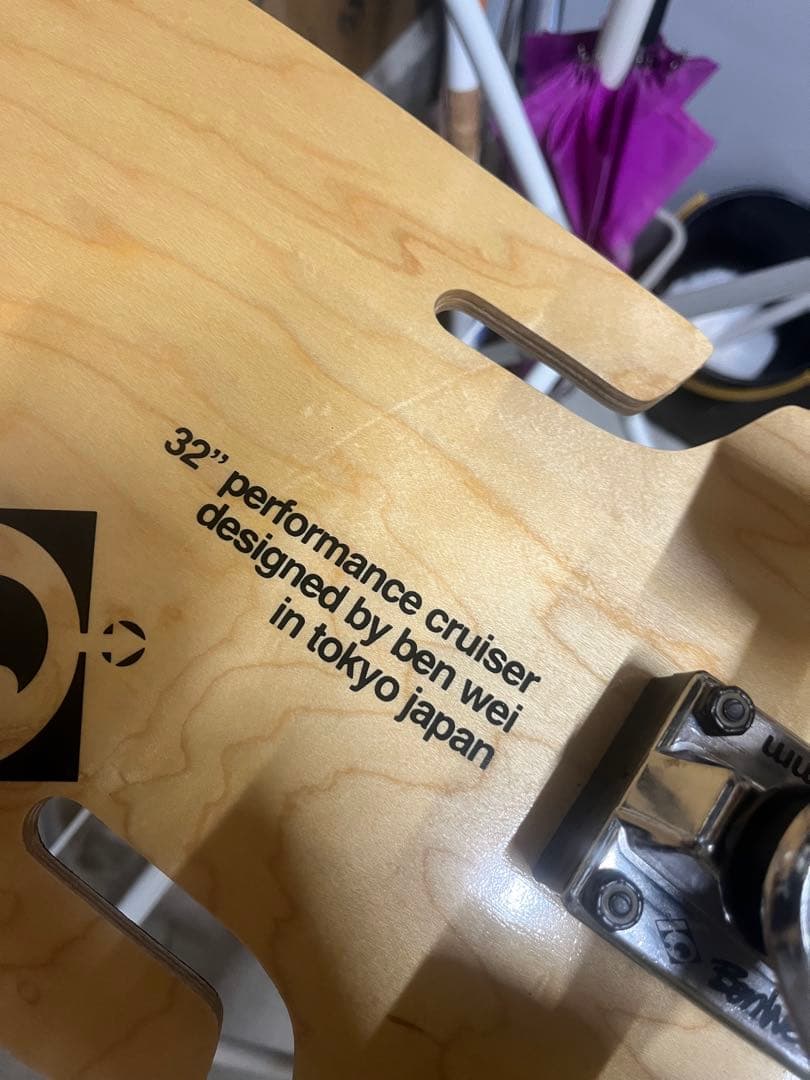 32” performance cruiser
designed by ben wei
in tokyo japan